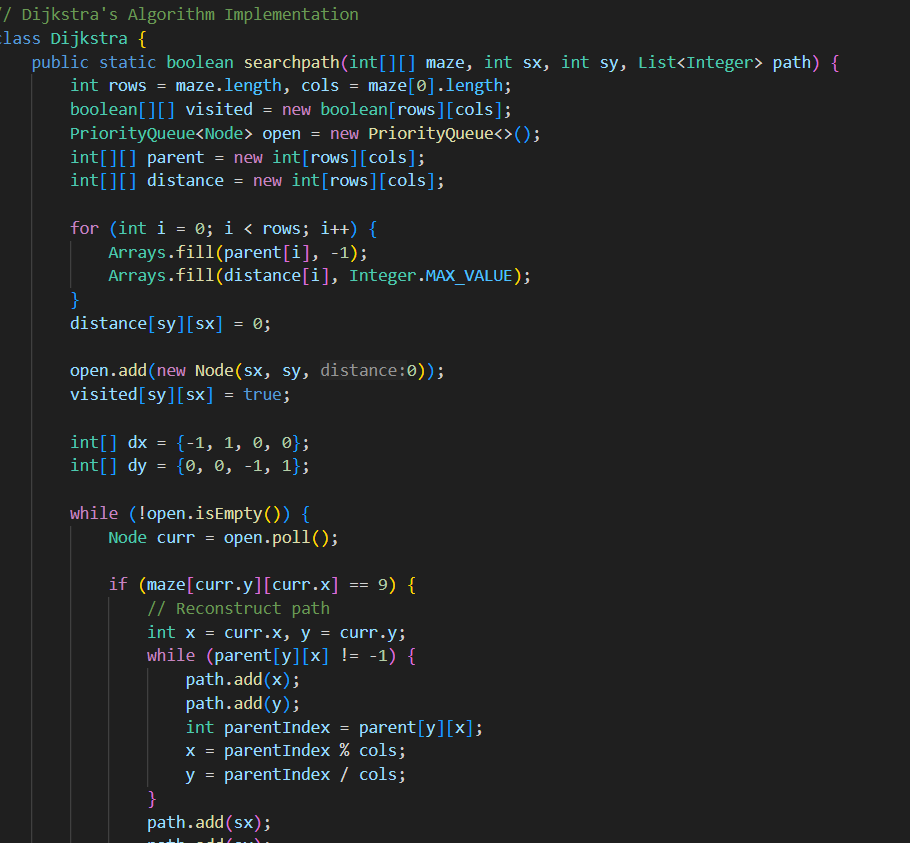 // Dijkstra's Algorithm Implementation
class Dijkstra {
    public static boolean searchpath(int[][] maze, int sx, int sy, List<Integer> path) {
        int rows = maze.length, cols = maze[0].length;
        boolean[][] visited = new boolean[rows][cols];
        PriorityQueue<Node> open = new PriorityQueue<>();
        int[][] parent = new int[rows][cols];
        int[][] distance = new int[rows][cols];

        for (int i = 0; i < rows; i++) {
            Arrays.fill(parent[i], -1);
            Arrays.fill(distance[i], Integer.MAX_VALUE);
        }
        distance[sy][sx] = 0;

        open.add(new Node(sx, sy, distance:0));
        visited[sy][sx] = true;

        int[] dx = {-1, 1, 0, 0};
        int[] dy = {0, 0, -1, 1};

        while (!open.isEmpty()) {
            Node curr = open.poll();

            if (maze[curr.y][curr.x] == 9) {
                // Reconstruct path
                int x = curr.x, y = curr.y;
                while (parent[y][x] != -1) {
                    path.add(x);
                    path.add(y);
                    int parentIndex = parent[y][x];
                    x = parentIndex % cols;
                    y = parentIndex / cols;
                }
                path.add(sx);